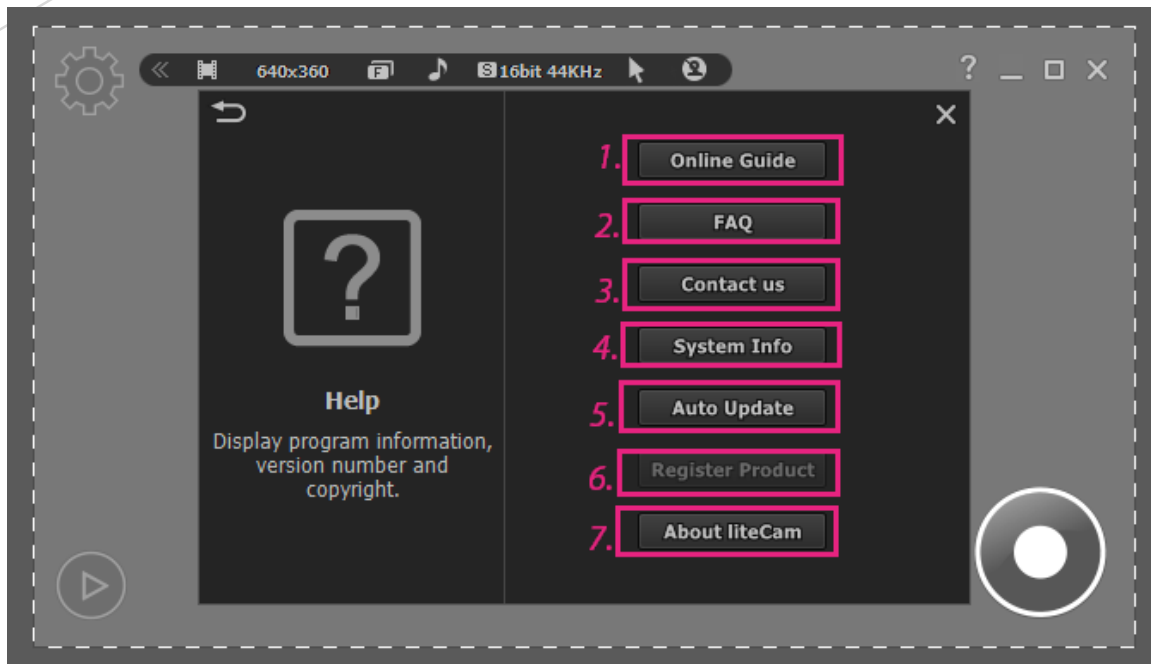 640x360 F S 16bit 44KHz ?
?
Help
Display program information,
version number and
copyright.
1. Online Guide
2. FAQ
3. Contact us
4. System Info
5. Auto Update
6. Register Product
7. About liteCam